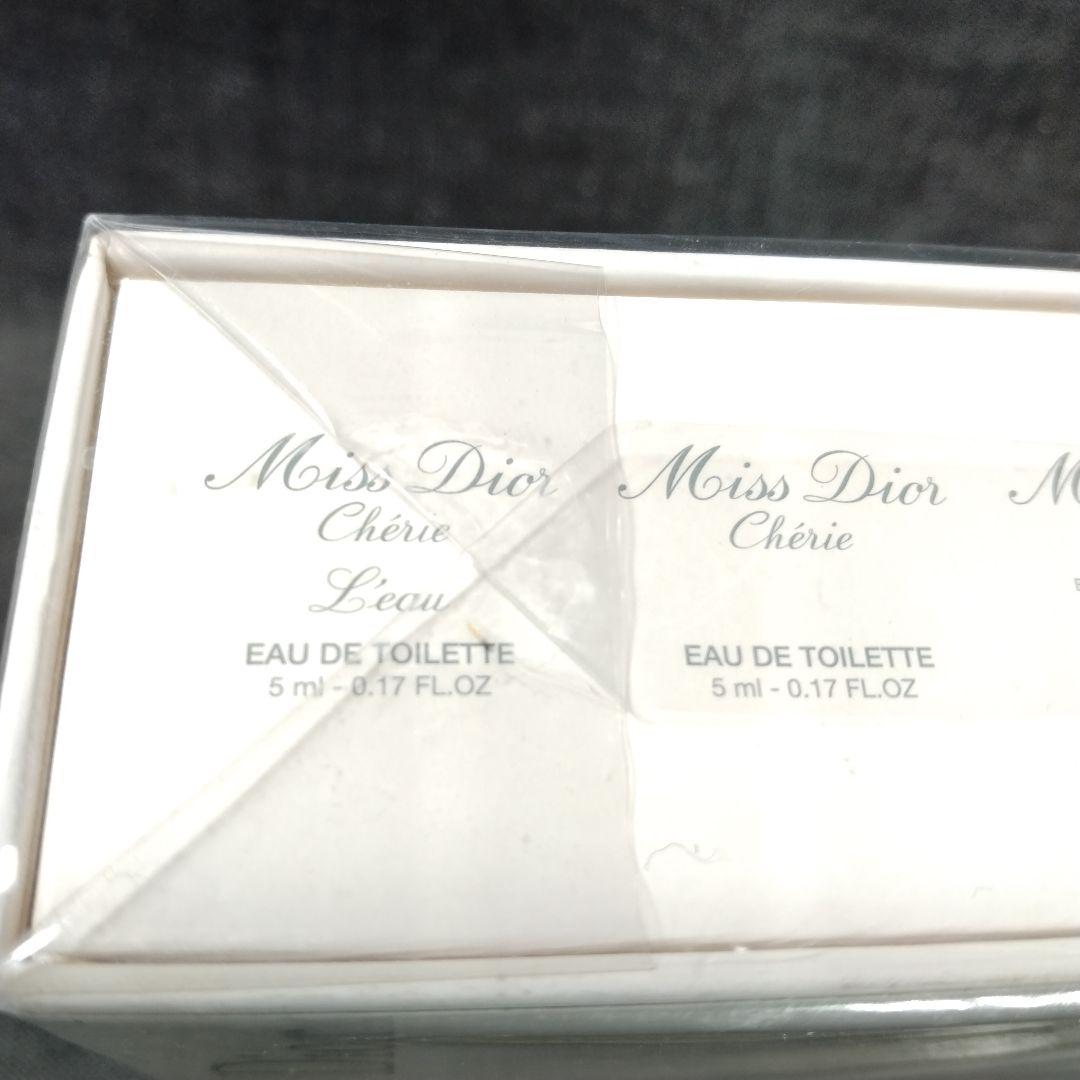 Miss Dior
Chérie
L'eau
EAU DE TOILETTE
5 ml - 0.17 FL.OZ
Miss Dior
Chérie
EAU DE TOILETTE
5 ml - 0.17 FL.OZ